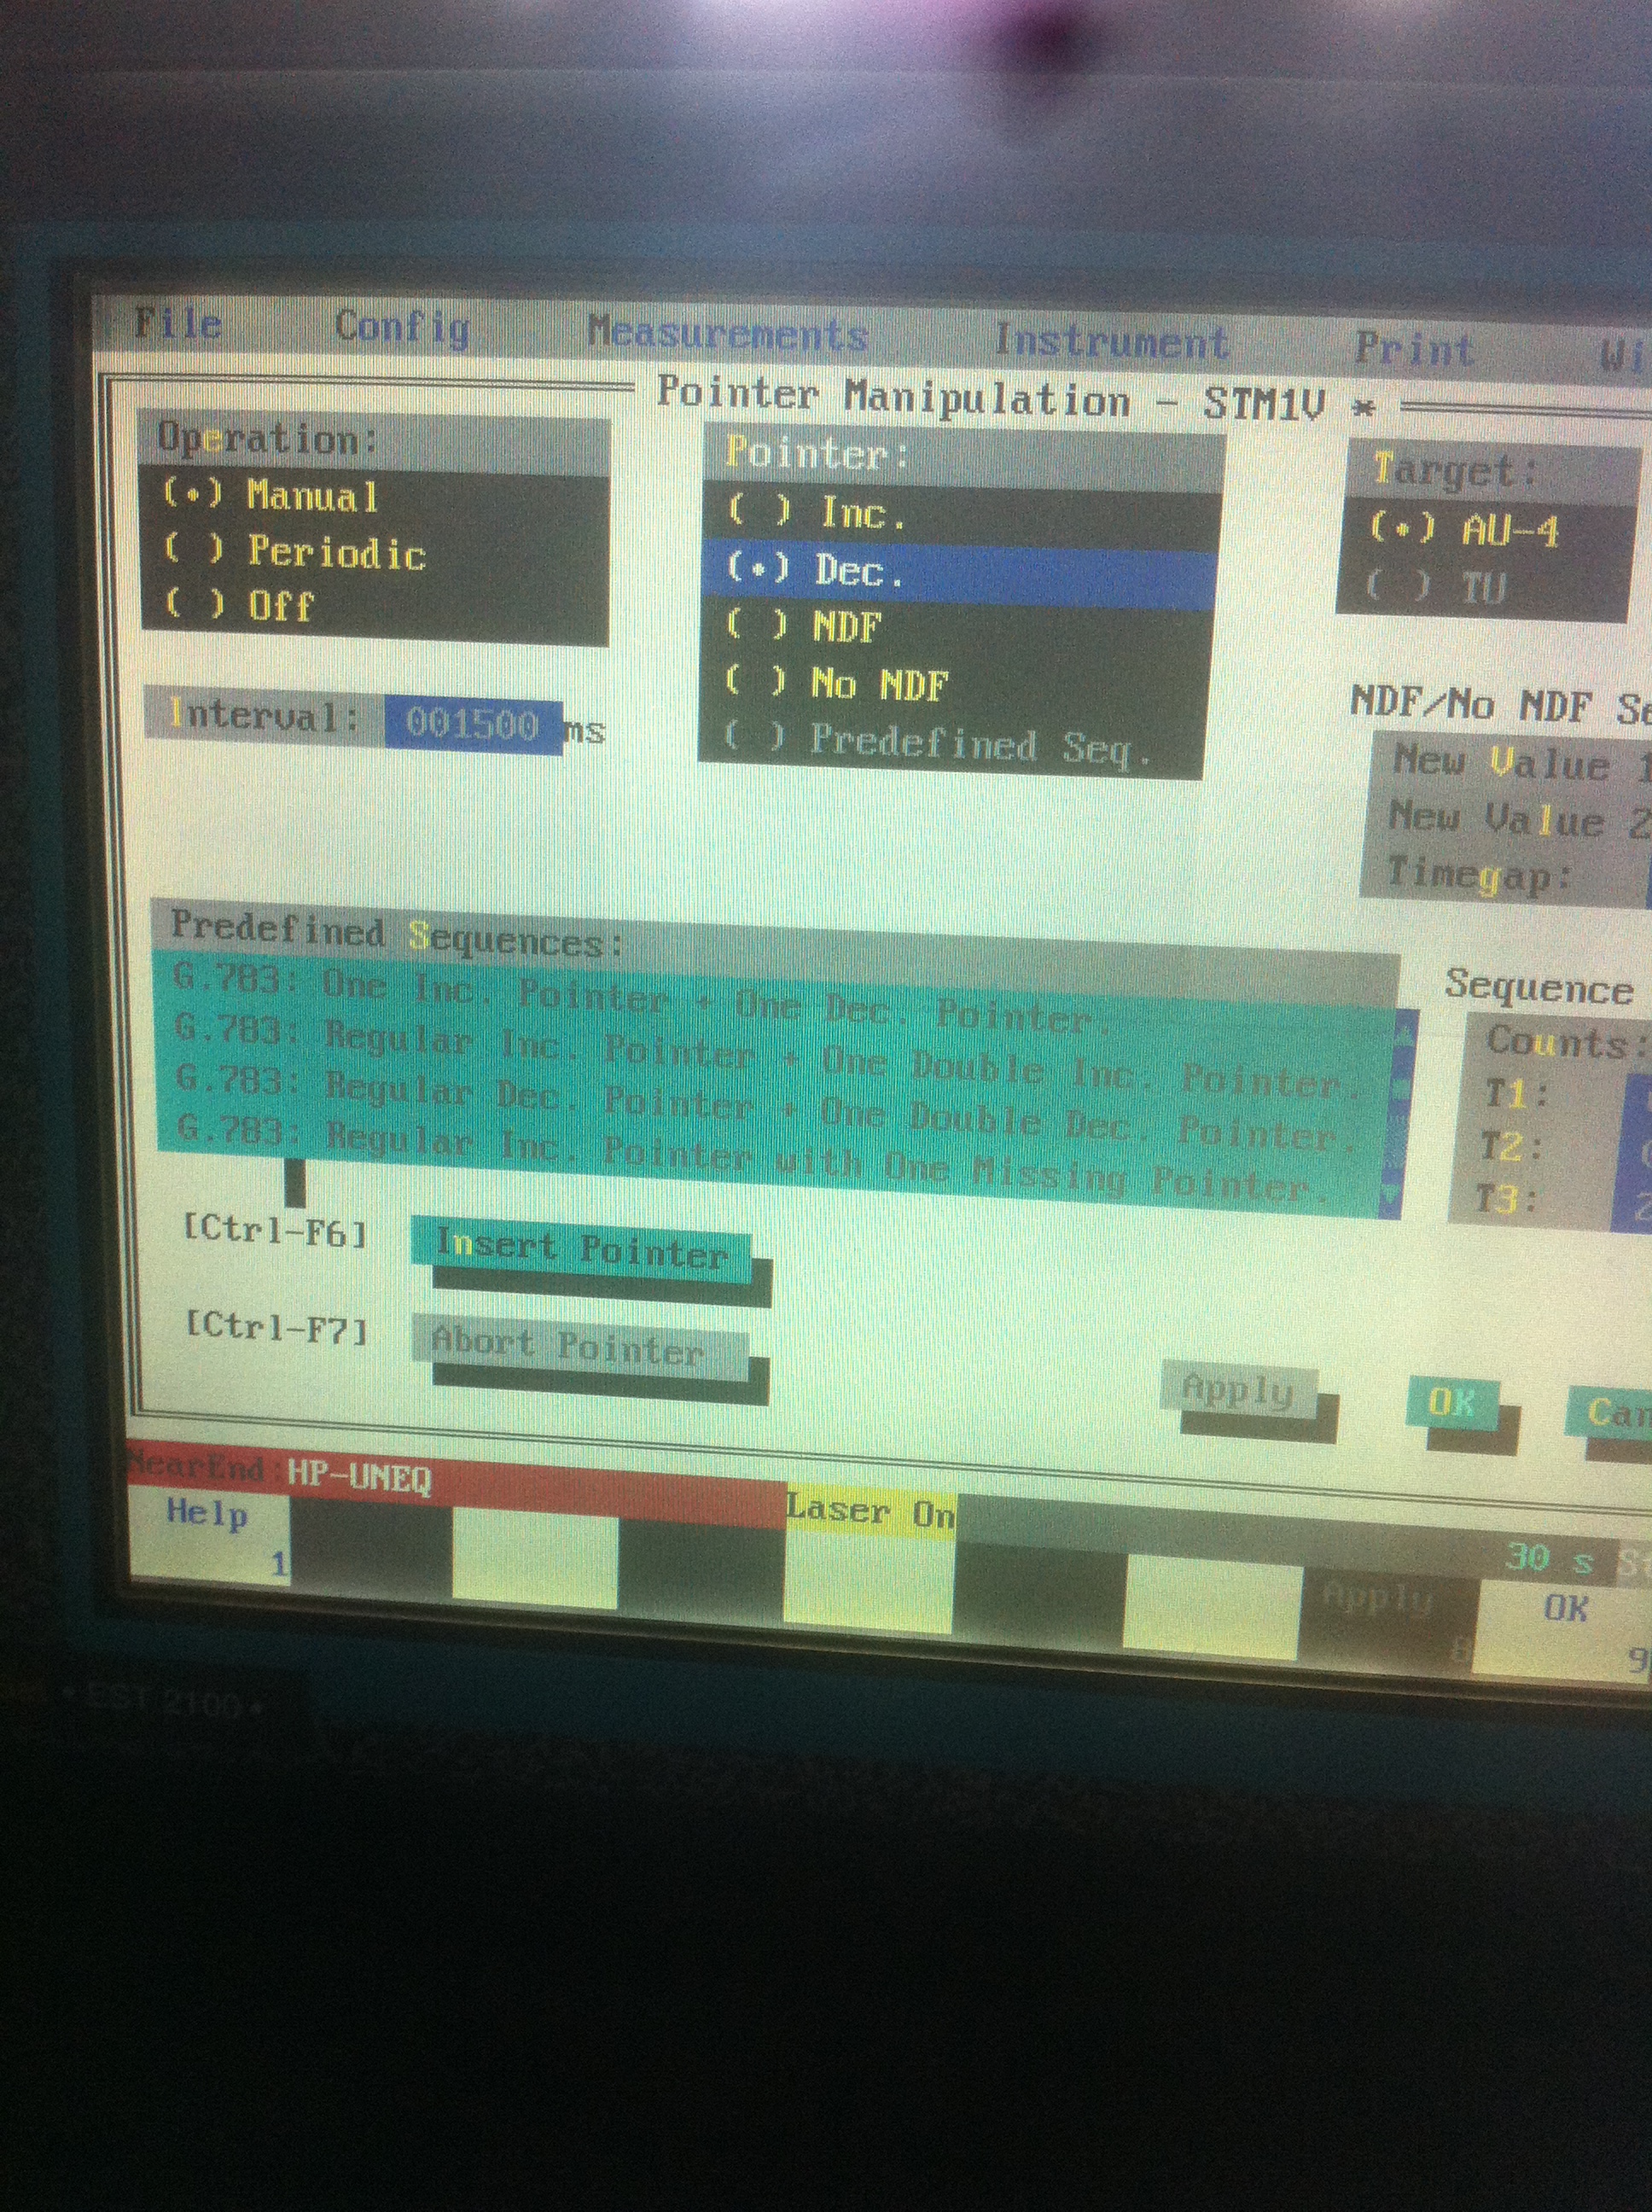 File Config Measurements Instrument Print Wi
Pointer Manipulation - STM1V *
Operation:
(•) Manual
( ) Periodic
( ) Off
Interval: 001500 ms
Pointer:
( ) Inc.
(•) Dec.
( ) NDF
( ) No NDF
( ) Predefined Seq.
Target:
(•) AU-4
( ) TU
NDF/No NDF Se
New Value 1
New Value 2
Timegap:
Predefined Sequences:
G.783: One Inc. Pointer + One Dec. Pointer.
G.783: Regular Inc. Pointer + One Double Inc. Pointer.
G.783: Regular Dec. Pointer + One Double Dec. Pointer.
G.783: Regular Inc. Pointer with One Missing Pointer.
Sequence
Counts:
T1:
T2:
T3: 2
[Ctrl-F6] Insert Pointer
[Ctrl-F7] Abort Pointer
Apply OK Can
NearEnd: HP-UNEQ Laser On 30 s
Help Apply OK
1 8 9
• EST 2100 •